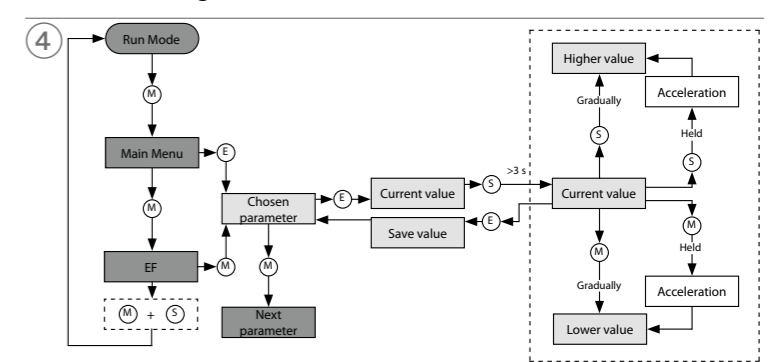 4
Run Mode
M
Main Menu
E
M
EF
M
M + S
Chosen
parameter
E
M
Next
parameter
Current value
S
>3 s
Save value
E
Higher value
Gradually
S
Acceleration
Held
S
Current value
M
Gradually
Lower value
M
Held
Acceleration